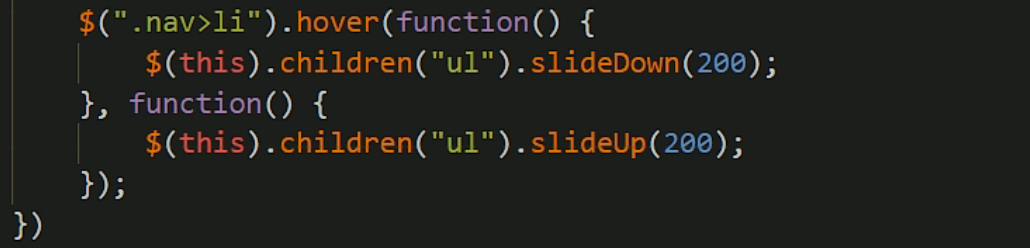 $(".nav>li").hover(function() {
$(this).children("ul").slideDown(200);
}, function() {
$(this).children("ul").slideUp(200);
});
})